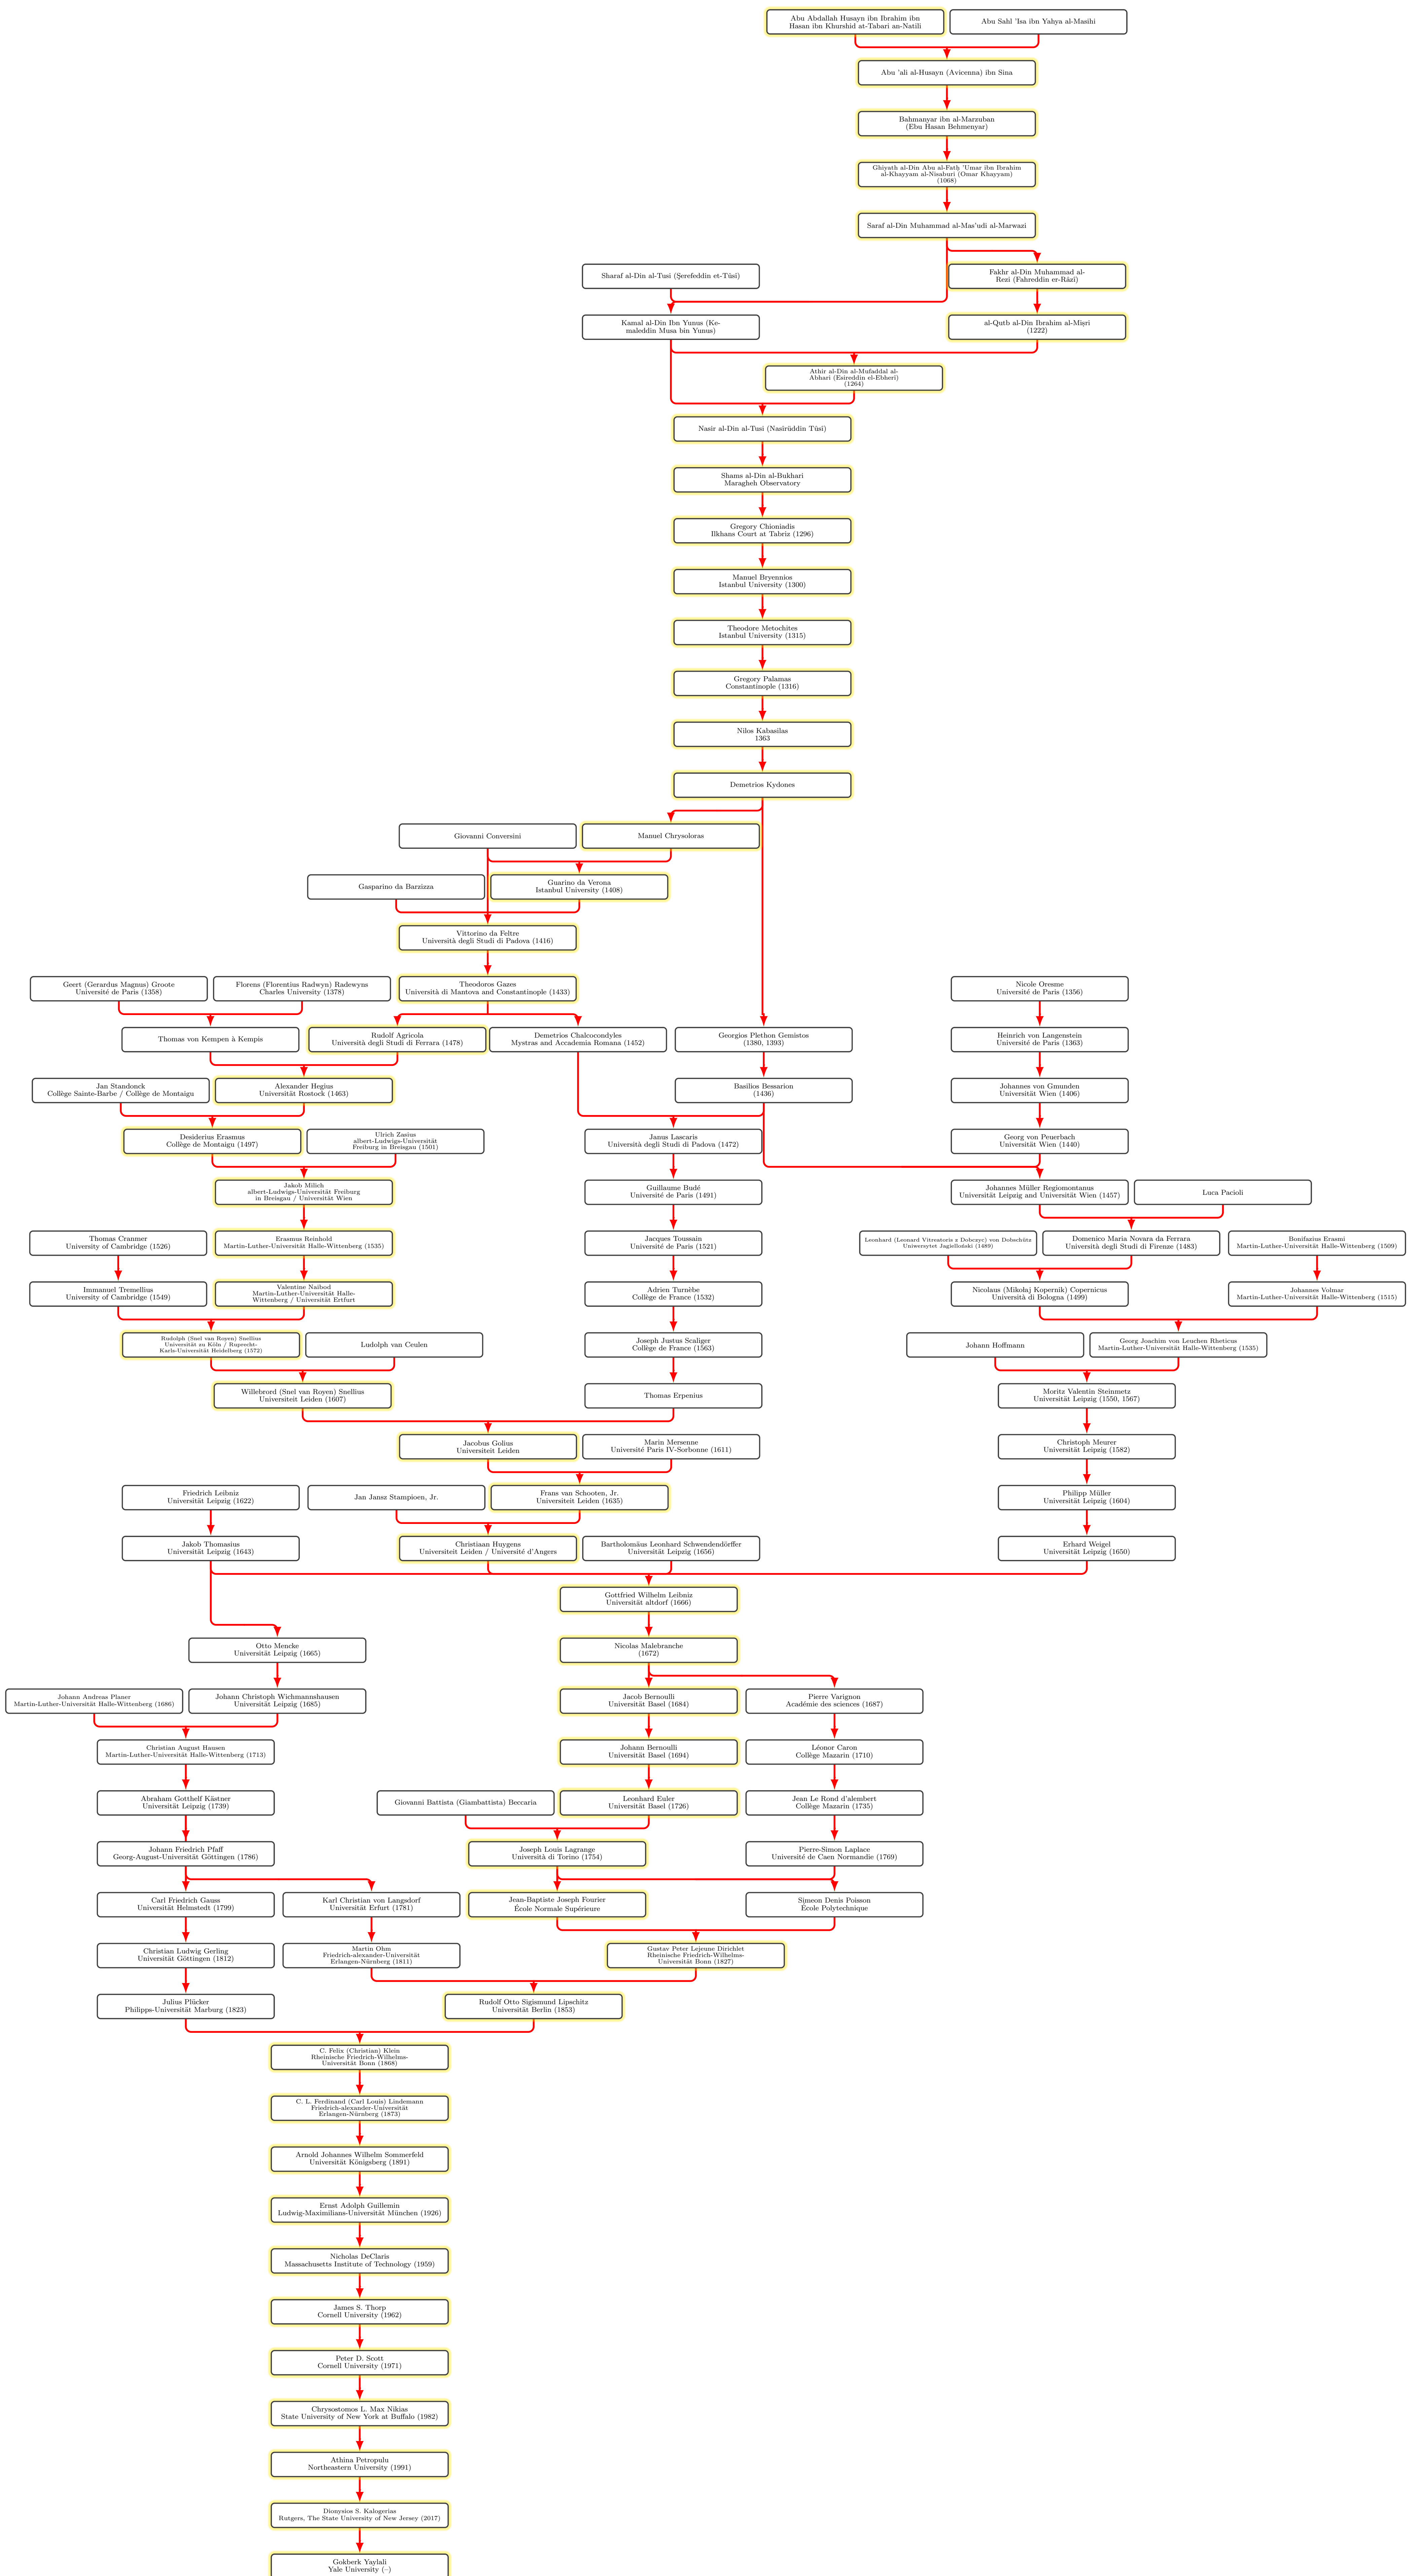 Abu Abdallah Husayn ibn Ibrahim ibn
Hasan ibn Khurshid at-Tabari an-Natili
Abu Sahl 'Isa ibn Yahya al-Masihi
Abu 'ali al-Husayn (Avicenna) ibn Sina
Bahmanyar ibn al-Marzuban
(Ebu Hasan Behmenyar)
Ghiyath al-Din Abu al-Fatḥ 'Umar ibn Ibrahim
al-Khayyam al-Nisaburi (Omar Khayyam)
(1068)
Saraf al-Din Muhammad al-Mas'udi al-Marwazi
Sharaf al-Din al-Tusi (Şerefeddin et-Tûsî)
Fakhr al-Din Muhammad al-
Rezi (Fahreddin er-Râzî)
Kamal al-Din Ibn Yunus (Ke-
maleddin Musa bin Yunus)
al-Qutb al-Din Ibrahim al-Miṣri
(1222)
Athir al-Din al-Mufaddal al-
Abhari (Esireddin el-Ebherî)
(1264)
Nasir al-Din al-Tusi (Nasîrüddin Tûsî)
Shams al-Din al-Bukhari
Maragheh Observatory
Gregory Chioniadis
Ilkhans Court at Tabriz (1296)
Manuel Bryennios
Istanbul University (1300)
Theodore Metochites
Istanbul University (1315)
Gregory Palamas
Constantinople (1316)
Nilos Kabasilas
1363
Demetrios Kydones
Giovanni Conversini
Manuel Chrysoloras
Gasparino da Barzizza
Guarino da Verona
Istanbul University (1408)
Vittorino da Feltre
Università degli Studi di Padova (1416)
Geert (Gerardus Magnus) Groote
Université de Paris (1358)
Florens (Florentius Radwyn) Radewyns
Charles University (1378)
Theodoros Gazes
Università di Mantova and Constantinople (1433)
Nicole Oresme
Université de Paris (1356)
Thomas von Kempen à Kempis
Rudolf Agricola
Università degli Studi di Ferrara (1478)
Demetrios Chalcocondyles
Mystras and Accademia Romana (1452)
Georgios Plethon Gemistos
(1380, 1393)
Heinrich von Langenstein
Université de Paris (1363)
Jan Standonck
Collège Sainte-Barbe / Collège de Montaigu
Alexander Hegius
Universität Rostock (1463)
Basilios Bessarion
(1436)
Johannes von Gmunden
Universität Wien (1406)
Desiderius Erasmus
Collège de Montaigu (1497)
Ulrich Zasius
albert-Ludwigs-Universität
Freiburg in Breisgau (1501)
Janus Lascaris
Università degli Studi di Padova (1472)
Georg von Peuerbach
Universität Wien (1440)
Jakob Milich
albert-Ludwigs-Universität Freiburg
in Breisgau / Universität Wien
Guillaume Budé
Université de Paris (1491)
Johannes Müller Regiomontanus
Universität Leipzig and Universität Wien (1457)
Luca Pacioli
Thomas Cranmer
University of Cambridge (1526)
Erasmus Reinhold
Martin-Luther-Universität Halle-Wittenberg (1535)
Jacques Toussain
Université de Paris (1521)
Leonhard (Leonard Vitreatoris z Dobczyc) von Dobschütz
Uniwersytet Jagielloński (1489)
Domenico Maria Novara da Ferrara
Università degli Studi di Firenze (1483)
Bonifazius Erasmi
Martin-Luther-Universität Halle-Wittenberg (1509)
Immanuel Tremellius
University of Cambridge (1549)
Valentine Naibod
Martin-Luther-Universität Halle-
Wittenberg / Universität Ertfurt
Adrien Turnèbe
Collège de France (1532)
Nicolaus (Mikołaj Kopernik) Copernicus
Università di Bologna (1499)
Johannes Volmar
Martin-Luther-Universität Halle-Wittenberg (1515)
Rudolph (Snel van Royen) Snellius
Universität zu Köln / Ruprecht-
Karls-Universität Heidelberg (1572)
Ludolph van Ceulen
Joseph Justus Scaliger
Collège de France (1563)
Johann Hoffmann
Georg Joachim von Leuchen Rheticus
Martin-Luther-Universität Halle-Wittenberg (1535)
Willebrord (Snel van Royen) Snellius
Universiteit Leiden (1607)
Thomas Erpenius
Moritz Valentin Steinmetz
Universität Leipzig (1550, 1567)
Jacobus Golius
Universiteit Leiden
Marin Mersenne
Université Paris IV-Sorbonne (1611)
Christoph Meurer
Universität Leipzig (1582)
Friedrich Leibniz
Universität Leipzig (1622)
Jan Jansz Stampioen, Jr.
Frans van Schooten, Jr.
Universiteit Leiden (1635)
Philipp Müller
Universität Leipzig (1604)
Jakob Thomasius
Universität Leipzig (1643)
Christiaan Huygens
Universiteit Leiden / Université d'Angers
Bartholomäus Leonhard Schwendendörffer
Universität Leipzig (1656)
Erhard Weigel
Universität Leipzig (1650)
Gottfried Wilhelm Leibniz
Universität altdorf (1666)
Otto Mencke
Universität Leipzig (1665)
Nicolas Malebranche
(1672)
Johann Andreas Planer
Martin-Luther-Universität Halle-Wittenberg (1686)
Johann Christoph Wichmannshausen
Universität Leipzig (1685)
Jacob Bernoulli
Universität Basel (1684)
Pierre Varignon
Académie des sciences (1687)
Christian August Hausen
Martin-Luther-Universität Halle-Wittenberg (1713)
Johann Bernoulli
Universität Basel (1694)
Léonor Caron
Collège Mazarin (1710)
Abraham Gotthelf Kästner
Universität Leipzig (1739)
Giovanni Battista (Giambattista) Beccaria
Leonhard Euler
Universität Basel (1726)
Jean Le Rond d'alembert
Collège Mazarin (1735)
Johann Friedrich Pfaff
Georg-August-Universität Göttingen (1786)
Joseph Louis Lagrange
Università di Torino (1754)
Pierre-Simon Laplace
Université de Caen Normandie (1769)
Carl Friedrich Gauss
Universität Helmstedt (1799)
Karl Christian von Langsdorf
Universität Erfurt (1781)
Jean-Baptiste Joseph Fourier
École Normale Supérieure
Simeon Denis Poisson
École Polytechnique
Christian Ludwig Gerling
Universität Göttingen (1812)
Martin Ohm
Friedrich-alexander-Universität
Erlangen-Nürnberg (1811)
Gustav Peter Lejeune Dirichlet
Rheinische Friedrich-Wilhelms-
Universität Bonn (1827)
Julius Plücker
Philipps-Universität Marburg (1823)
Rudolf Otto Sigismund Lipschitz
Universität Berlin (1853)
C. Felix (Christian) Klein
Rheinische Friedrich-Wilhelms-
Universität Bonn (1868)
C. L. Ferdinand (Carl Louis) Lindemann
Friedrich-alexander-Universität
Erlangen-Nürnberg (1873)
Arnold Johannes Wilhelm Sommerfeld
Universität Königsberg (1891)
Ernst Adolph Guillemin
Ludwig-Maximilians-Universität München (1926)
Nicholas DeClaris
Massachusetts Institute of Technology (1959)
James S. Thorp
Cornell University (1962)
Peter D. Scott
Cornell University (1971)
Chrysostomos L. Max Nikias
State University of New York at Buffalo (1982)
Athina Petropulu
Northeastern University (1991)
Dionysios S. Kalogerias
Rutgers, The State University of New Jersey (2017)
Gokberk Yaylali
Yale University (–)